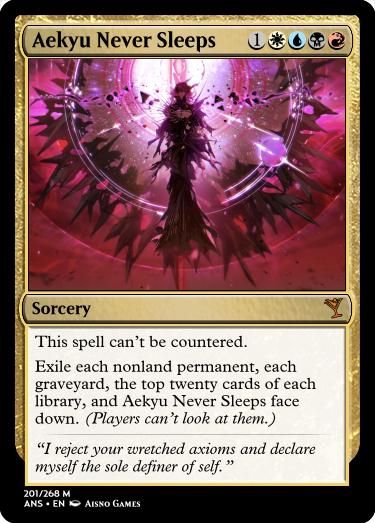 Aekyu Never Sleeps 1
Sorcery
This spell can't be countered.
Exile each nonland permanent, each
graveyard, the top twenty cards of each
library, and Aekyu Never Sleeps face
down. (Players can't look at them.)
“I reject your wretched axioms and declare
myself the sole definer of self.”
201/268 M
ANS • EN Aisno Games